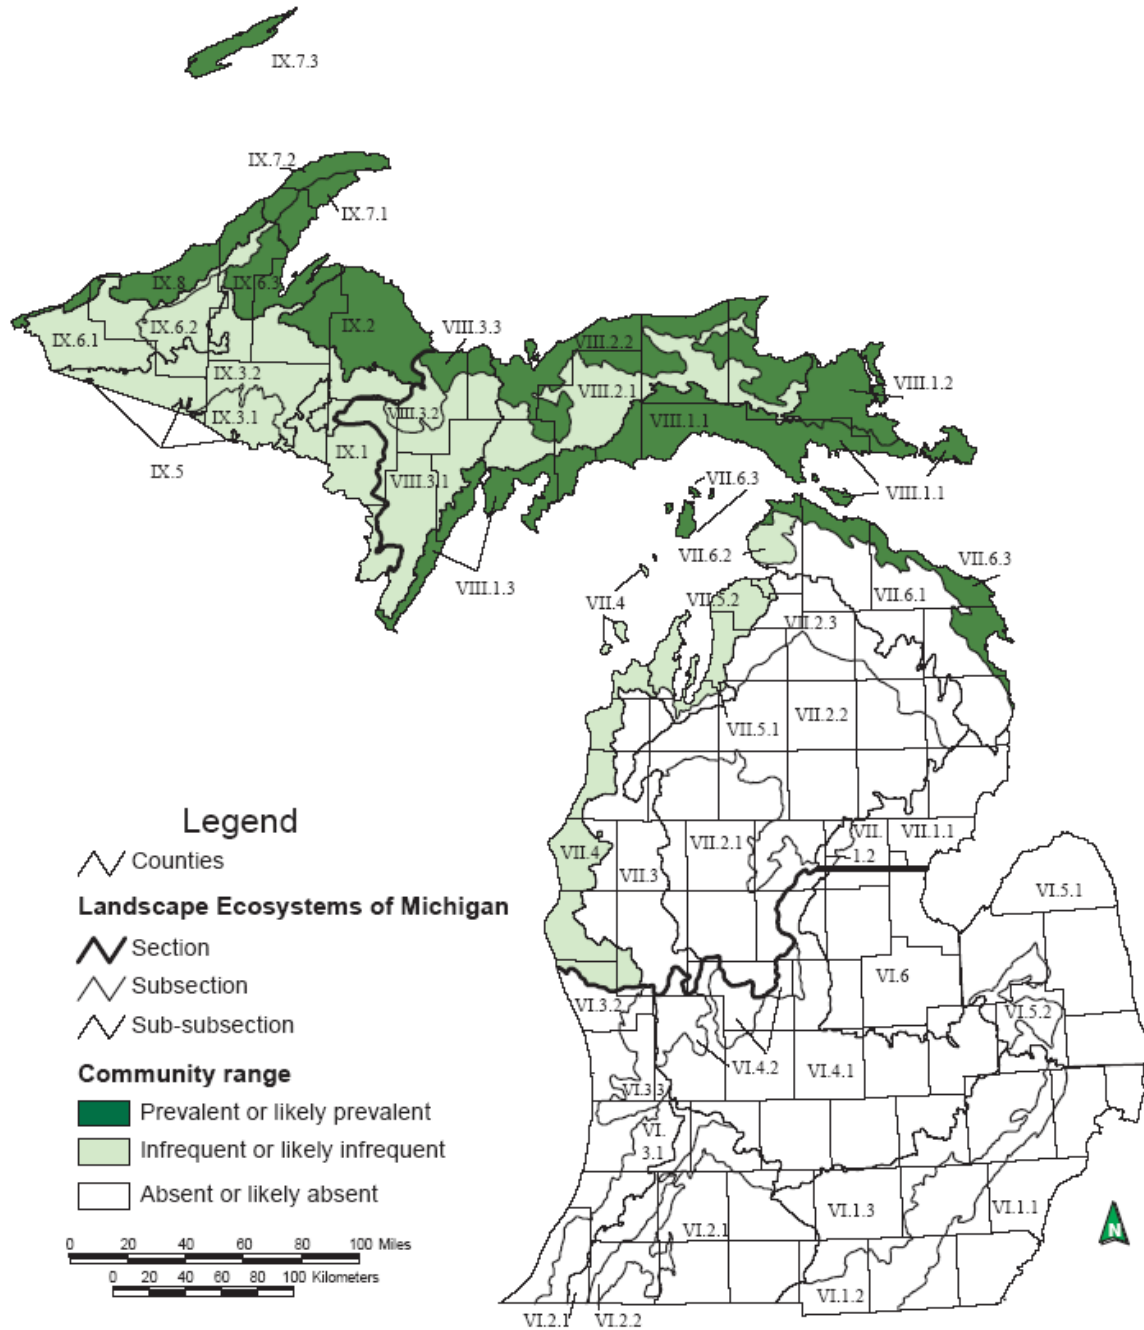 IX.7.3
IX.7.2
IX.7.1
IX.8
IX.6.3
IX.2
VIII.3.3
IX.6.2
IX.6.1
VIII.2.2
IX.3.2
VIII.2.1
VIII.1.2
VIII.3.2
IX.3.1
VIII.1.1
IX.1
IX.5
VIII.3.1
VII.6.3
VIII.1.1
VII.6.2
VII.6.3
VIII.1.3
VII.6.1
VII.4
VII.5.2
VII.2.3
VII.2.2
VII.5.1
Legend
Counties
VII.
1.2
VII.1.1
VII.2.1
VII.4
VII.3
VI.5.1
Landscape Ecosystems of Michigan
Section
VI.6
Subsection
VI.3.2
VI.5.2
Sub-subsection
VI.4.2
VI.4.1
Community range
VI.3.3
Prevalent or likely prevalent
VI.
3.1
Infrequent or likely infrequent
Absent or likely absent
VI.1.3
VI.1.1
VI.2.1
N
0 20 40 60 80 100 Miles
0 20 40 60 80 100 Kilometers
VI.1.2
VI.2.1
VI.2.2